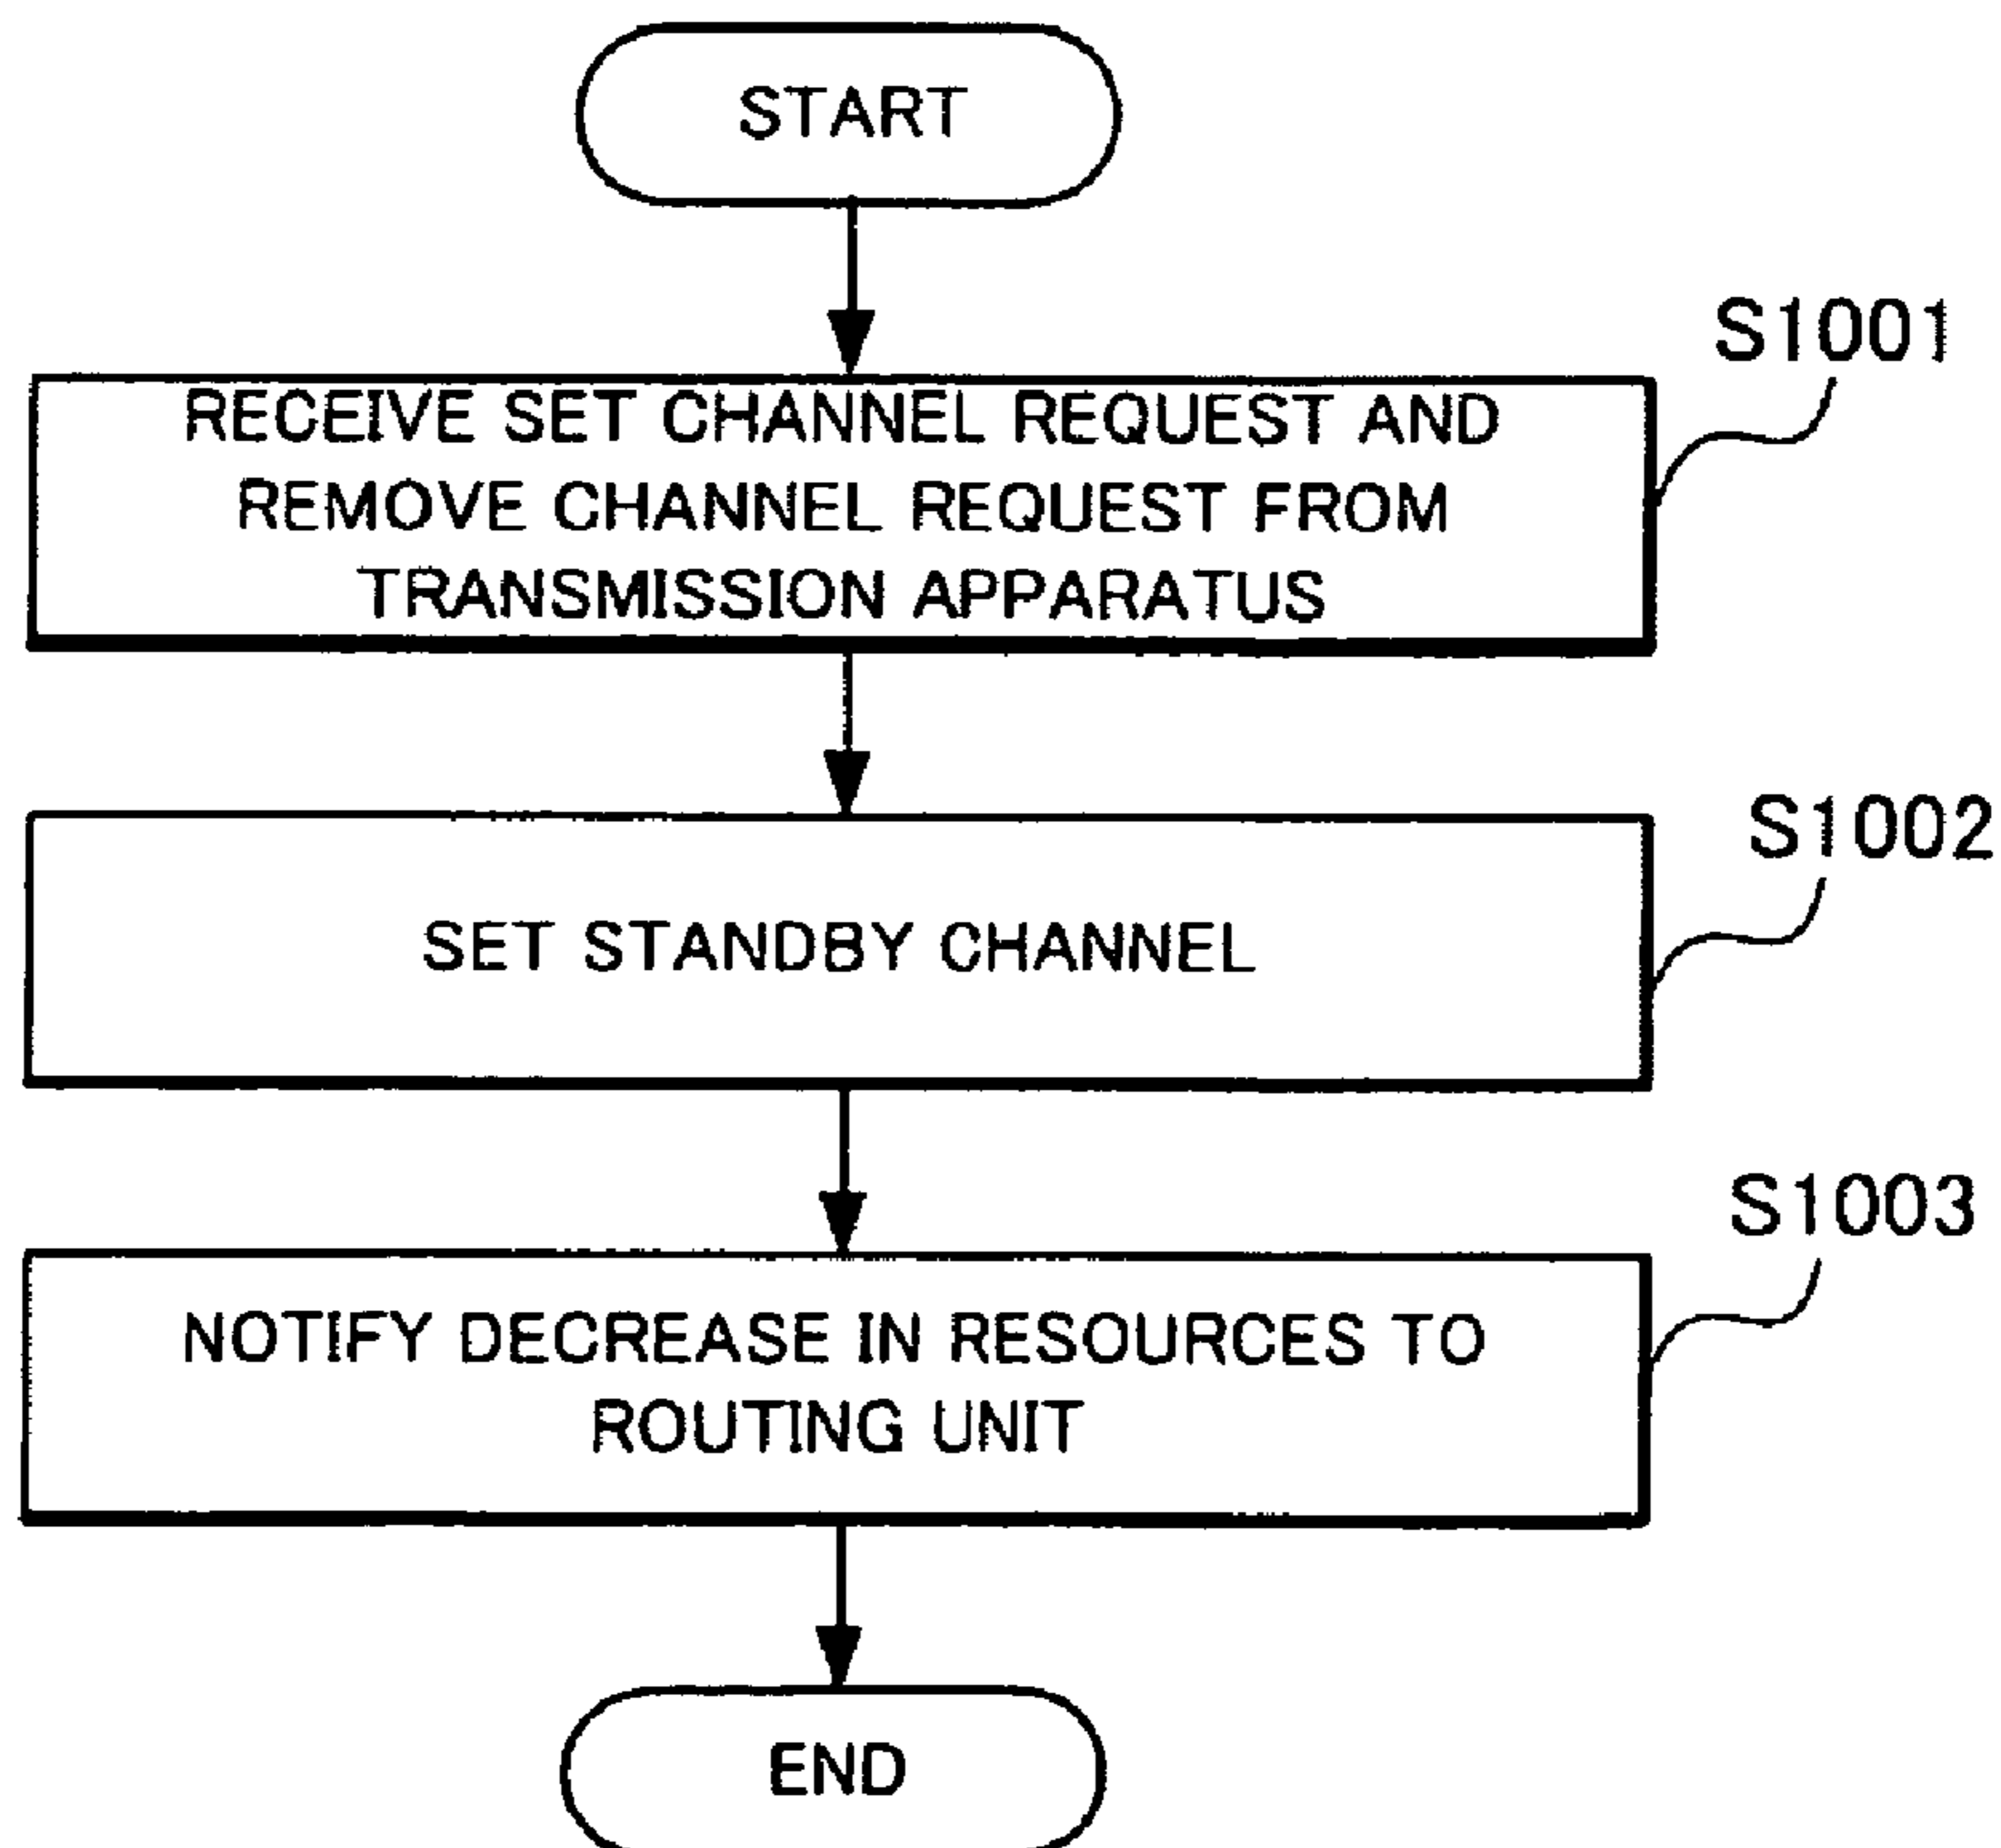 START
S1001
RECEIVE SET CHANNEL REQUEST AND
REMOVE CHANNEL REQUEST FROM
TRANSMISSION APPARATUS
S1002
SET STANDBY CHANNEL
S1003
NOTIFY DECREASE IN RESOURCES TO
ROUTING UNIT
END